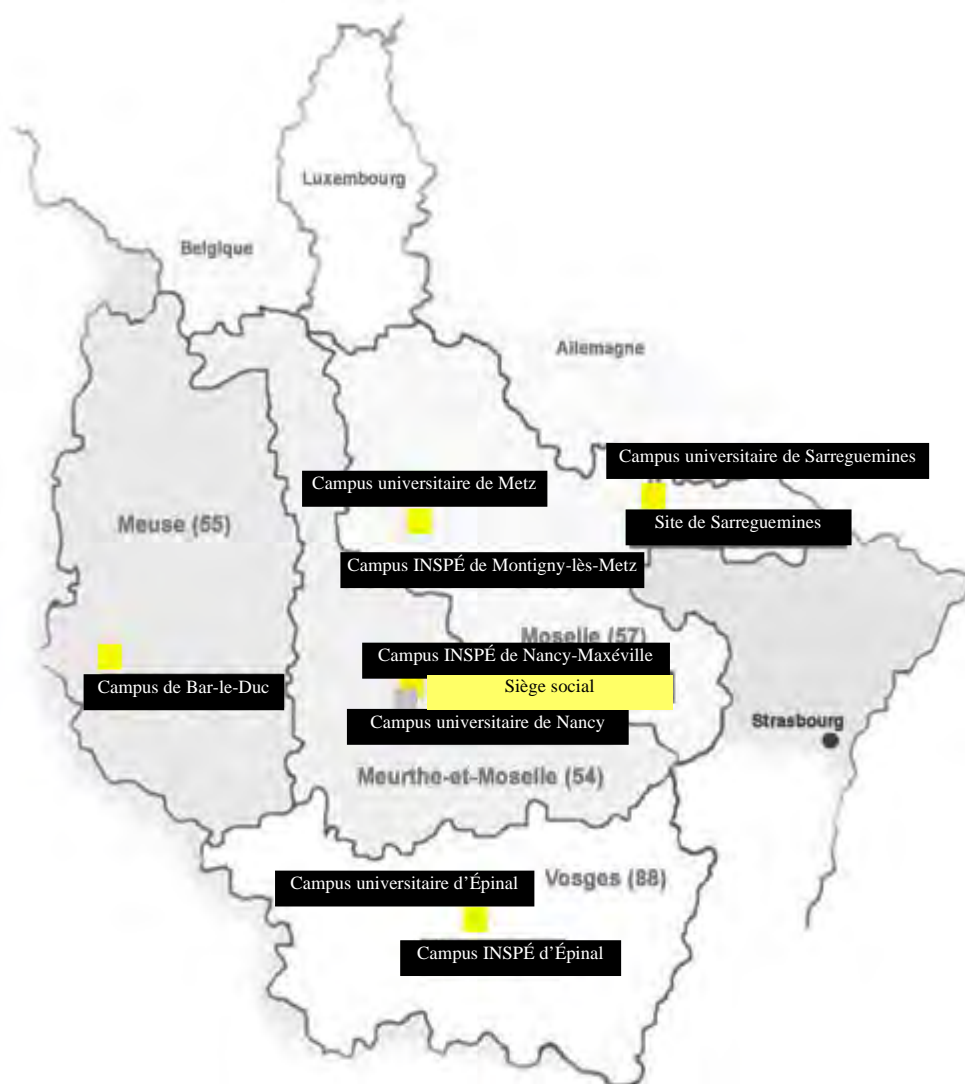 Luxembourg
Belgique
Allemagne
Campus universitaire de Sarreguemines
Campus universitaire de Metz
Meuse (55)
Site de Sarreguemines
Campus INSPÉ de Montigny-lès-Metz
Moselle (57)
Campus INSPÉ de Nancy-Maxéville
Campus de Bar-le-Duc
Siège social
Campus universitaire de Nancy
Strasbourg
Meurthe-et-Moselle (54)
Campus universitaire d’Épinal
Vosges (88)
Campus INSPÉ d’Épinal